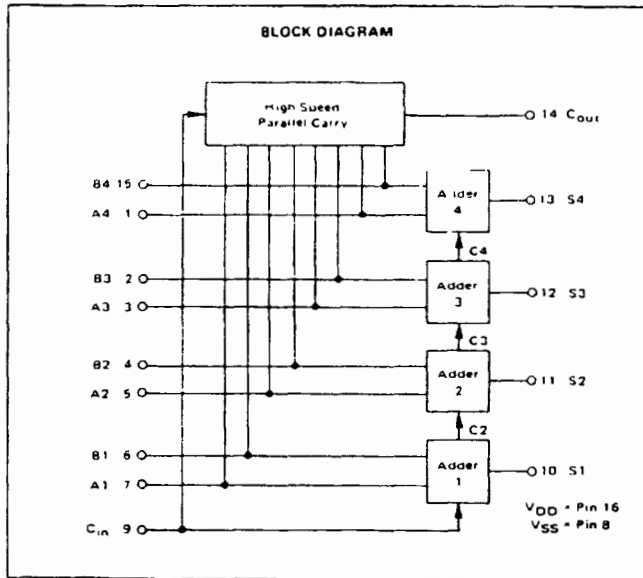 BLOCK DIAGRAM
High Speed
Parallel Carry
14 Cout
B4 15
A4 1
Adder
4
13 S4
C4
B3 2
A3 3
Adder
3
12 S3
C3
B2 4
A2 5
Adder
2
11 S2
C2
B1 6
A1 7
Adder
1
10 S1
Cin 9
VDD = Pin 16
VSS = Pin 8